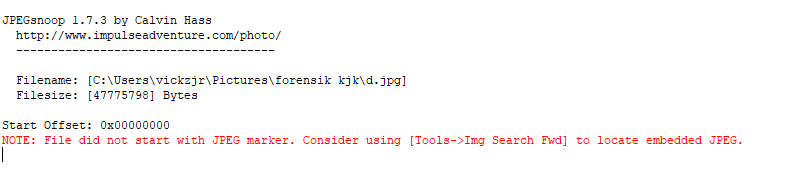 JPEGsnoop 1.7.3 by Calvin Hass
http://www.impulseadventure.com/photo/
-------------------------------------
Filename: [C:\Users\vickzjr\Pictures\forensik kjk\d.jpg]
Filesize: [47775798] Bytes
Start Offset: 0x00000000
NOTE: File did not start with JPEG marker. Consider using [Tools->Img Search Fwd] to locate embedded JPEG.